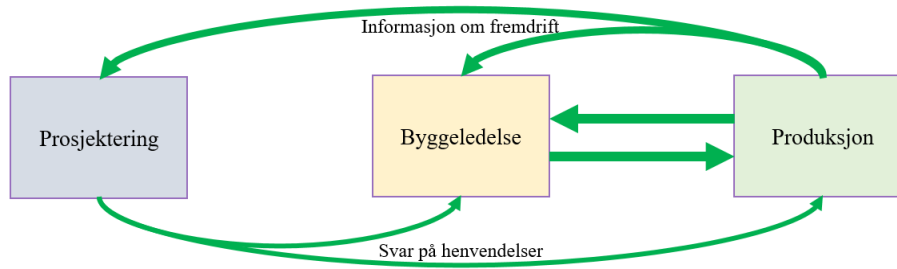 Informasjon om fremdrift
Prosjektering
Byggeledelse
Produksjon
Svar på henvendelser